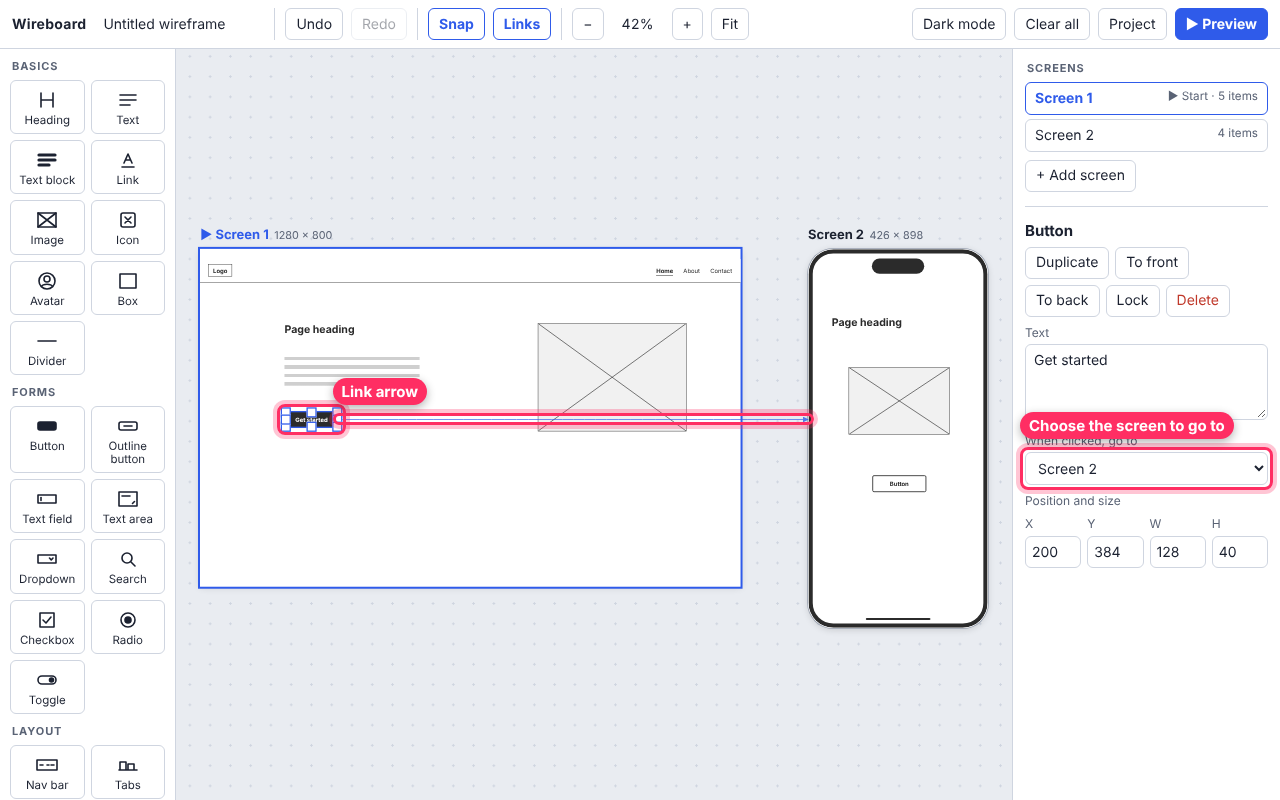 Wireboard Untitled wireframe Undo Redo Snap Links − 42% + Fit Dark mode Clear all Project ▶ Preview
BASICS
Heading Text
Text block Link
Image Icon
Avatar Box
Divider
FORMS
Button Outline button
Text field Text area
Dropdown Search
Checkbox Radio
Toggle
LAYOUT
Nav bar Tabs
▶ Screen 1 1280 × 800
Logo Home About Contact
Page heading
Link arrow
Get started
Screen 2 426 × 898
Page heading
Button
SCREENS
Screen 1 ▶ Start · 5 items
Screen 2 4 items
+ Add screen
Button
Duplicate To front
To back Lock Delete
Text
Get started
Choose the screen to go to
When clicked, go to
Screen 2
Position and size
X Y W H
200 384 128 40